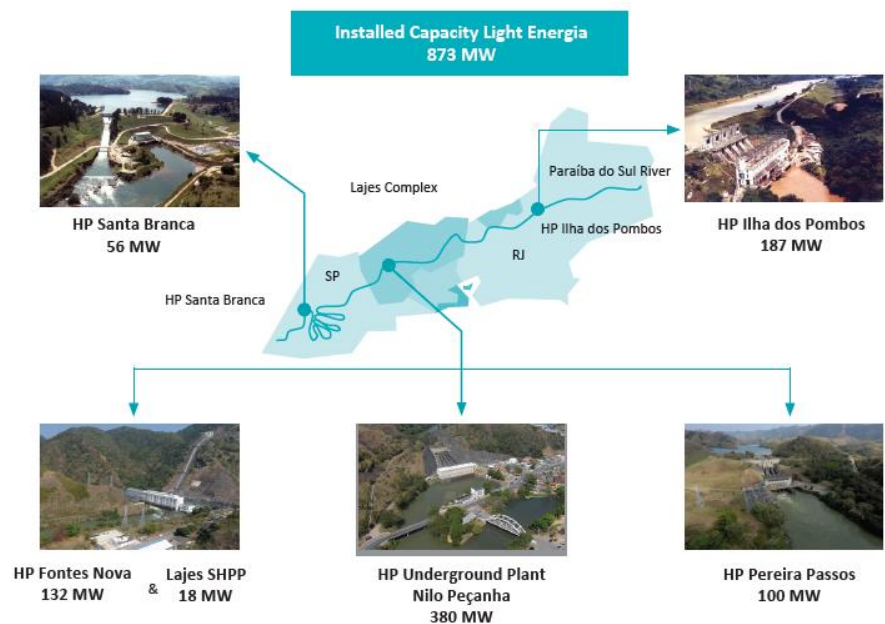 Installed Capacity Light Energia
873 MW
Lajes Complex
Paraíba do Sul River
HP Santa Branca
56 MW
HP Ilha dos Pombos
187 MW
HP Ilha dos Pombos
RJ
SP
HP Santa Branca
HP Fontes Nova
132 MW
&
Lajes SHPP
18 MW
HP Underground Plant
Nilo Peçanha
380 MW
HP Pereira Passos
100 MW